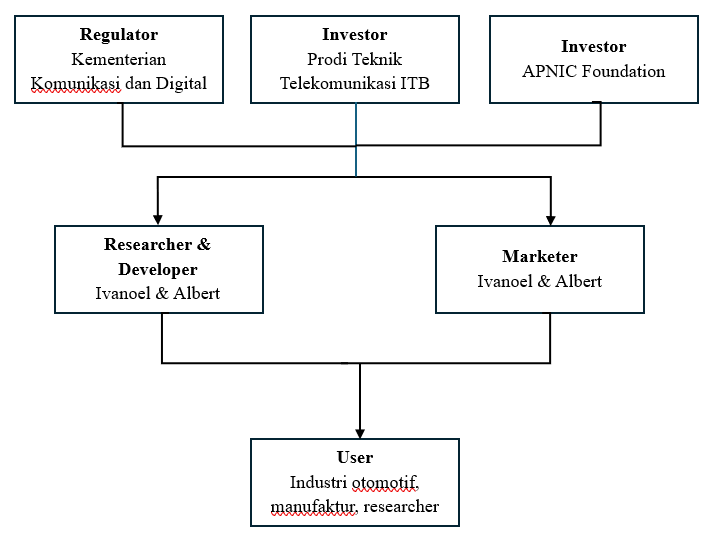 Regulator
Kementerian
Komunikasi dan Digital
Investor
Prodi Teknik
Telekomunikasi ITB
Investor
APNIC Foundation
Researcher &
Developer
Ivanoel & Albert
Marketer
Ivanoel & Albert
User
Industri otomotif,
manufaktur, researcher